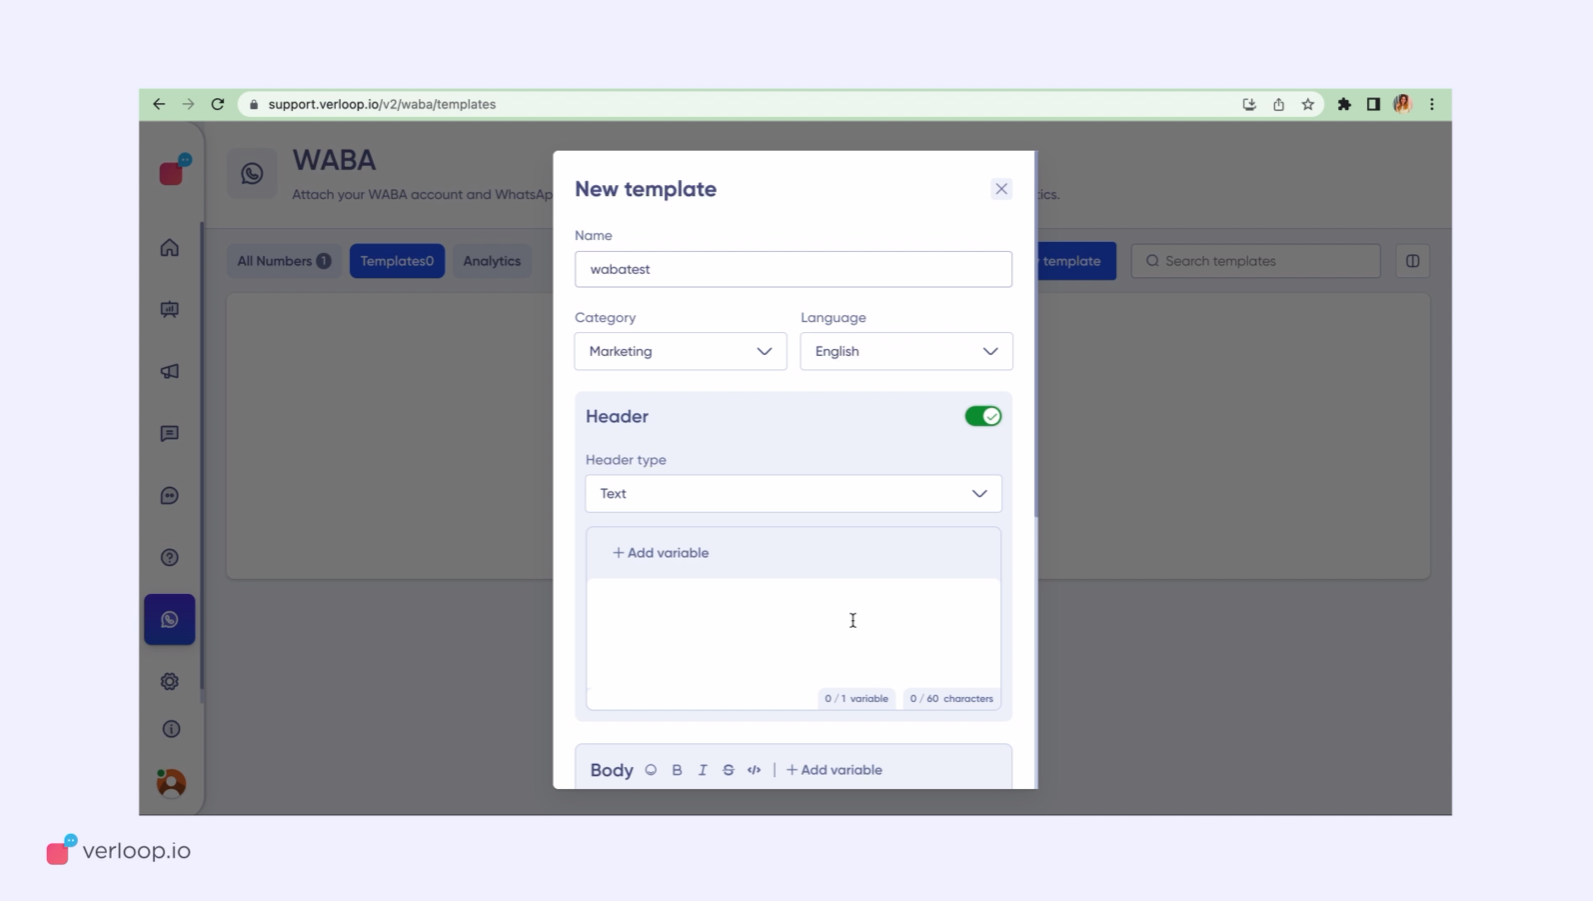 support.verloop.io/v2/waba/templates
WABA
Attach your WABA account and WhatsAp
tics.
New template
Name
wabatest
All Numbers 1
Templates0
Analytics
template
Search templates
Category
Language
Marketing
English
Header
Header type
Text
+ Add variable
0 / 1 variable
0 / 60 characters
Body B I S </> | + Add variable
verloop.io